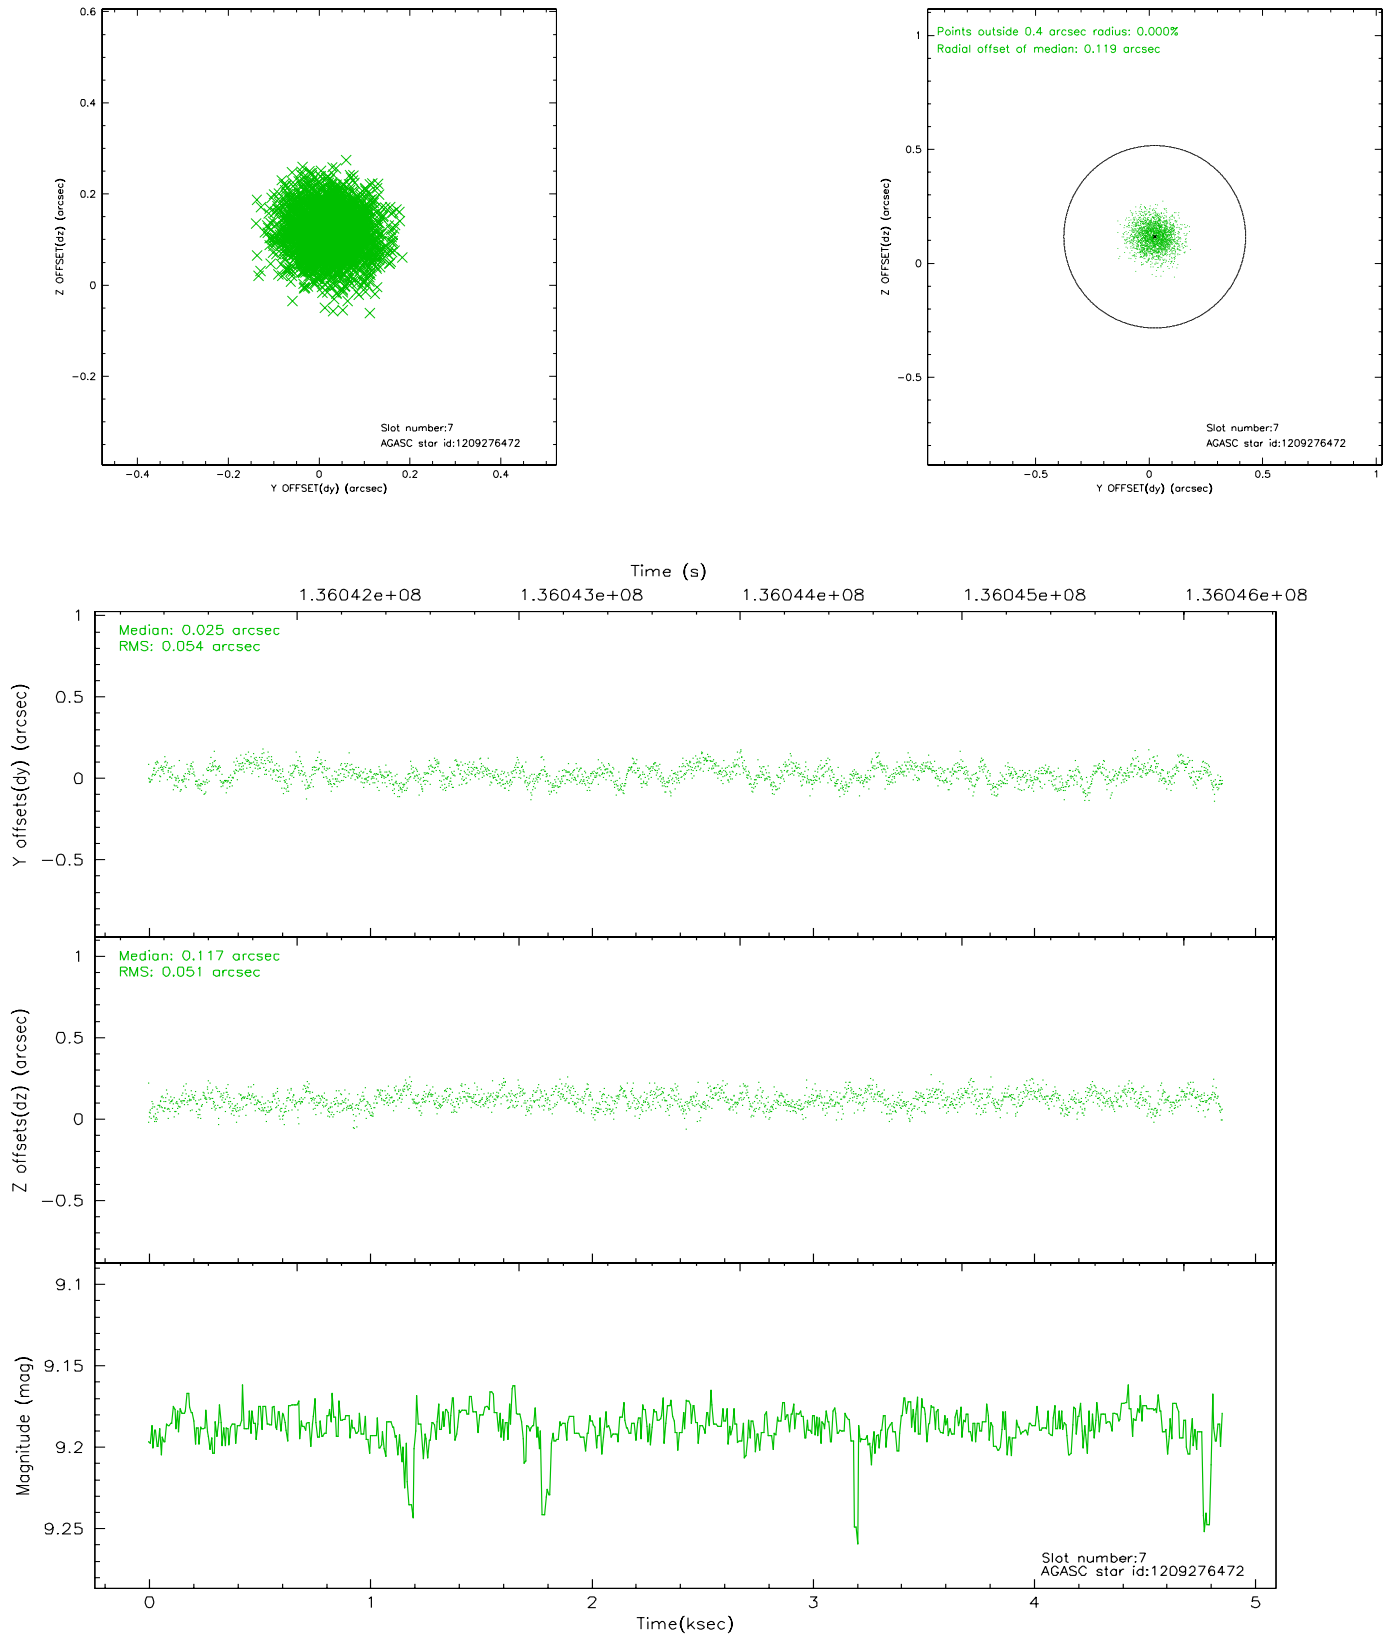 0.6
0.4
0.2
0
−0.2
Z OFFSET(dz) (arcsec)
Slot number:7
AGASC star id:1209276472
−0.4 −0.2 0 0.2 0.4
Y OFFSET(dy) (arcsec)
Points outside 0.4 arcsec radius: 0.000%
Radial offset of median: 0.119 arcsec
1
0.5
0
−0.5
Z OFFSET(dz) (arcsec)
Slot number:7
AGASC star id:1209276472
−0.5 0 0.5 1
Y OFFSET(dy) (arcsec)
Time (s)
1.36042e+08 1.36043e+08 1.36044e+08 1.36045e+08 1.36046e+08
Median: 0.025 arcsec
RMS: 0.054 arcsec
1
0.5
0
−0.5
Y offsets(dy) (arcsec)
Median: 0.117 arcsec
RMS: 0.051 arcsec
1
0.5
0
−0.5
Z offsets(dz) (arcsec)
9.1
9.15
9.2
9.25
Magnitude (mag)
Slot number:7
AGASC star id:1209276472
0 1 2 3 4 5
Time(ksec)